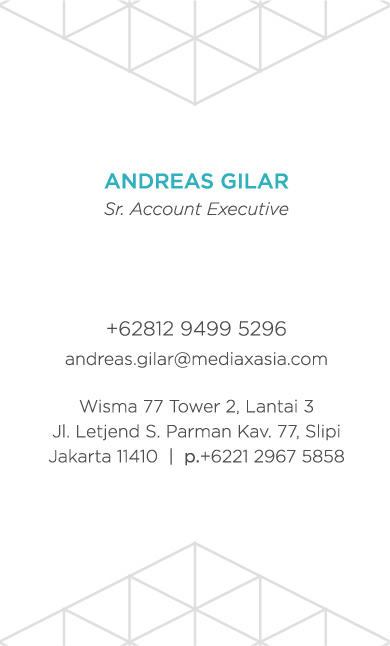 ANDREAS GILAR
Sr. Account Executive
+62812 9499 5296
andreas.gilar@mediaxasia.com
Wisma 77 Tower 2, Lantai 3
Jl. Letjend S. Parman Kav. 77, Slipi
Jakarta 11410 | p.+6221 2967 5858